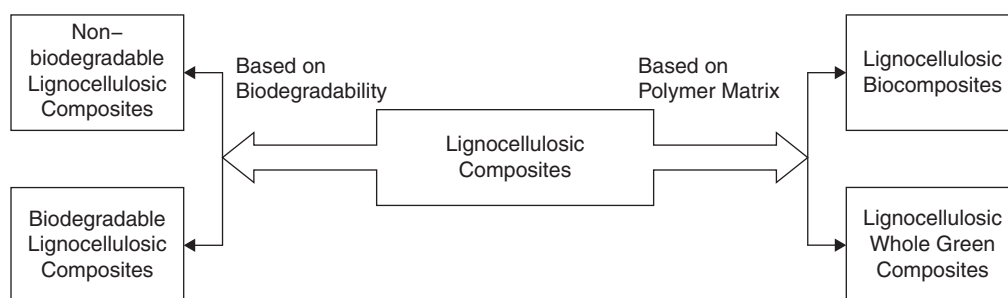 Non–
biodegradable
Lignocellulosic
Composites
Based on
Biodegradability
Lignocellulosic
Composites
Based on
Polymer Matrix
Lignocellulosic
Biocomposites
Biodegradable
Lignocellulosic
Composites
Lignocellulosic
Whole Green
Composites